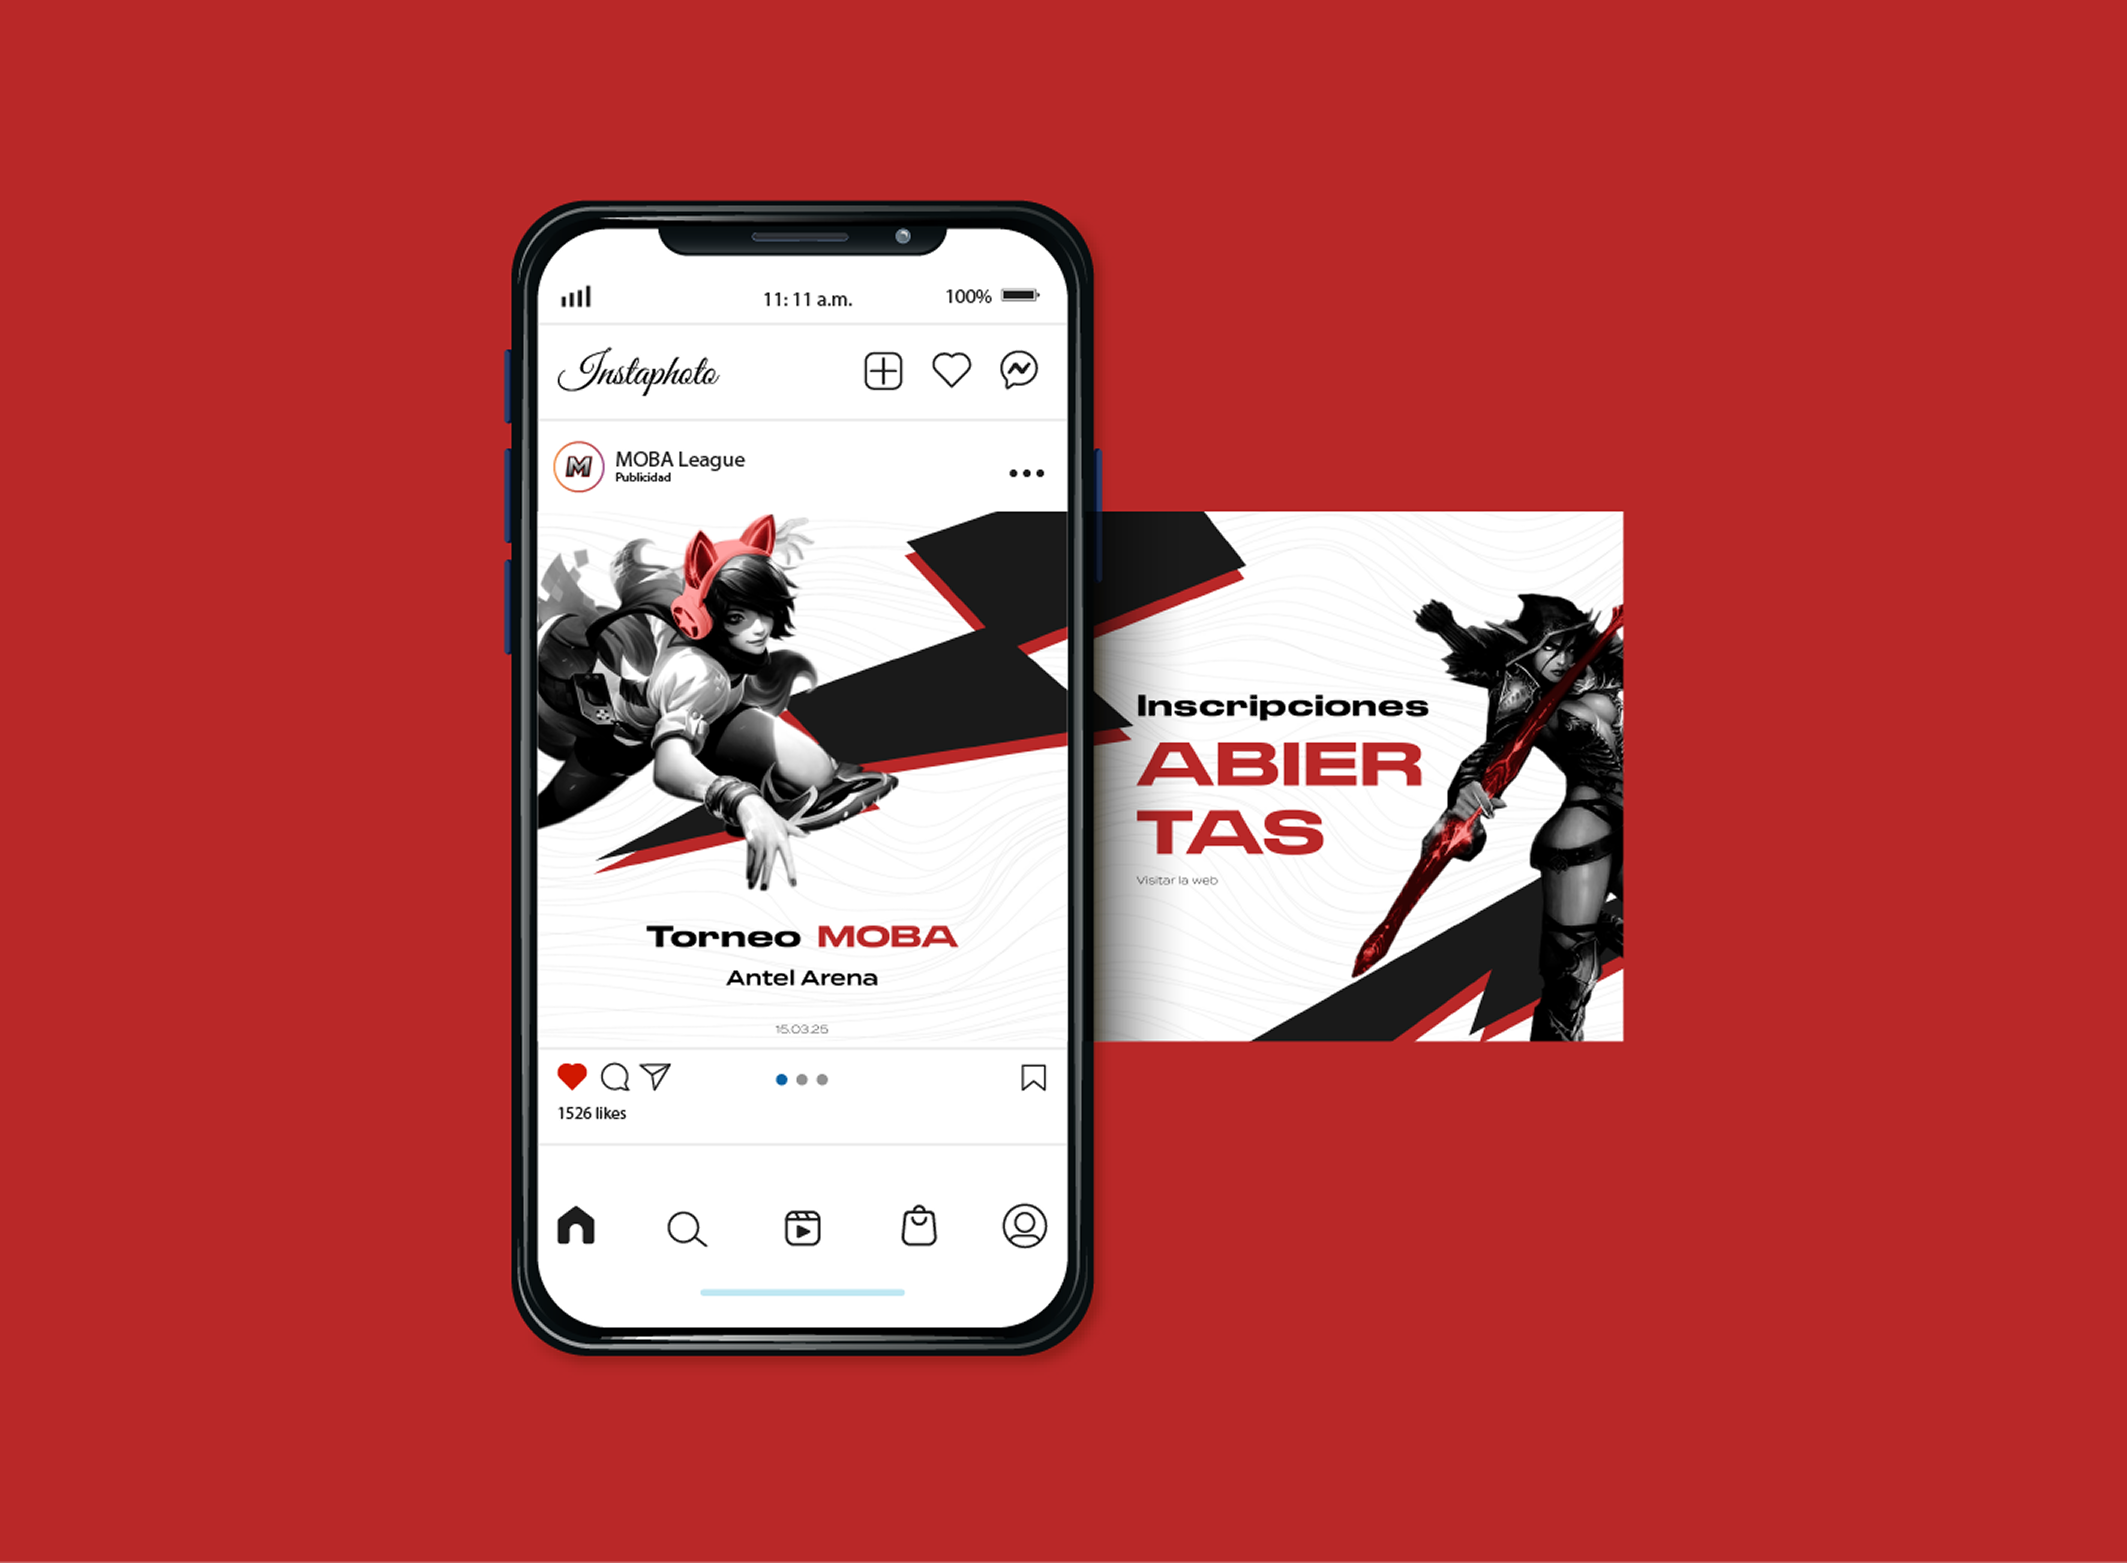 11: 11 a.m.
100%
Instaphoto
M
MOBA League
Publicidad
Torneo MOBA
Antel Arena
15.03.25
1526 likes
Inscripciones
ABIER
TAS
Visitar la web